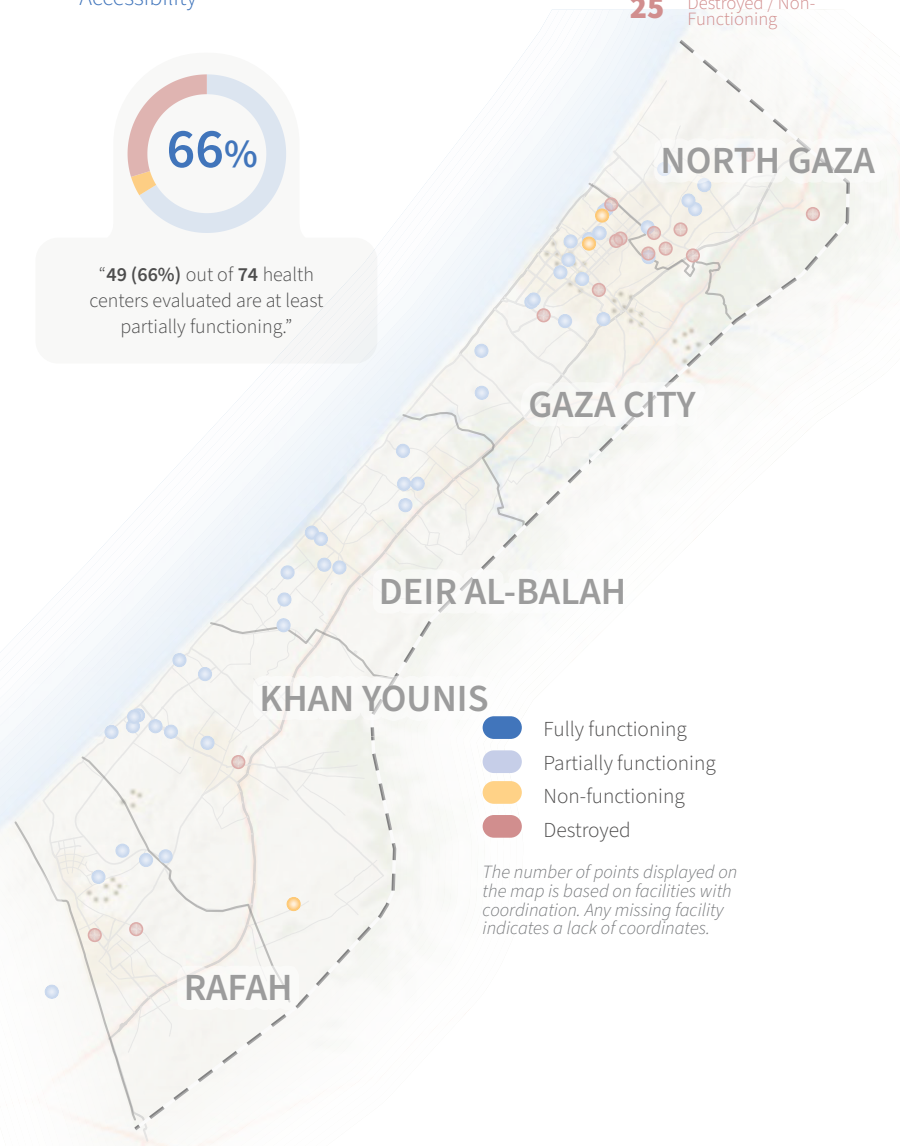 Accessibility
25
Destroyed / Non-
Functioning
66%
“49 (66%) out of 74 health
centers evaluated are at least
partially functioning.”
NORTH GAZA
GAZA CITY
DEIR AL-BALAH
KHAN YOUNIS
Fully functioning
Partially functioning
Non-functioning
Destroyed
The number of points displayed on
the map is based on facilities with
coordination. Any missing facility
indicates a lack of coordinates.
RAFAH